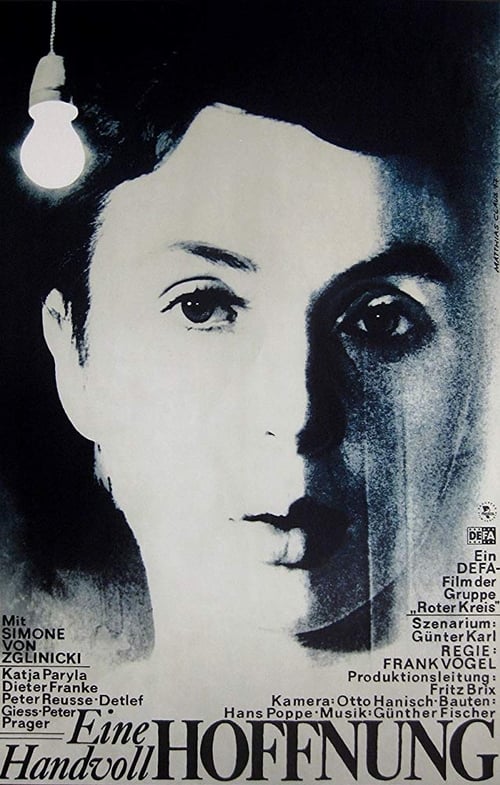 MATTHIAS
DEFA
Ein
DEFA-
Film der
Gruppe
„Roter Kreis"
Szenarium:
Günter Karl
REGIE:
FRANK VOGEL
Produktionsleitung:
Fritz Brix
Kamera: Otto Hanisch · Bauten:
Hans Poppe · Musik: Günther Fischer
Mit
SIMONE
VON
ZGLINICKI
Katja Paryla
Dieter Franke
Peter Reusse · Detlef
Giess · Peter
Prager
Eine
Handvoll HOFFNUNG